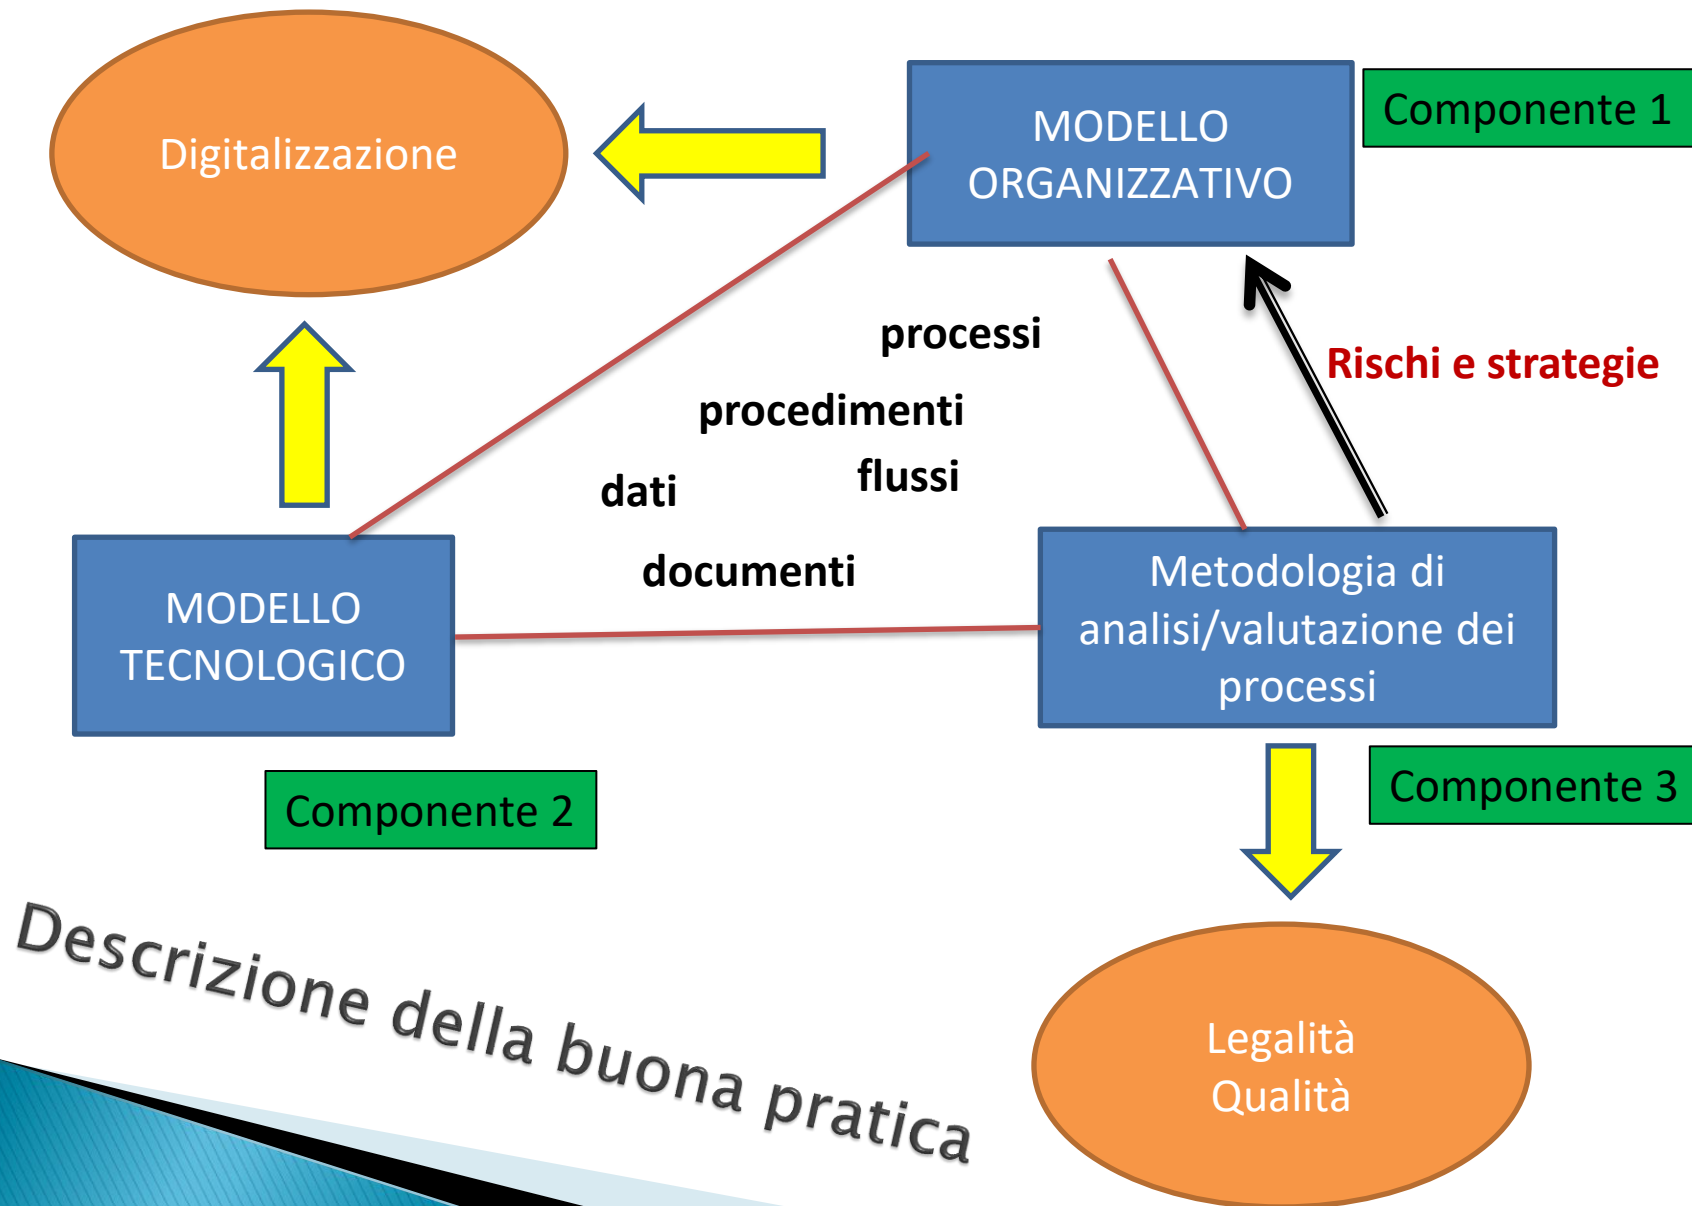 Digitalizzazione
MODELLO
ORGANIZZATIVO
Componente 1
processi
Rischi e strategie
procedimenti
flussi
dati
documenti
MODELLO
TECNOLOGICO
Metodologia di
analisi/valutazione dei
processi
Componente 2
Componente 3
Descrizione della buona pratica
Legalità
Qualità